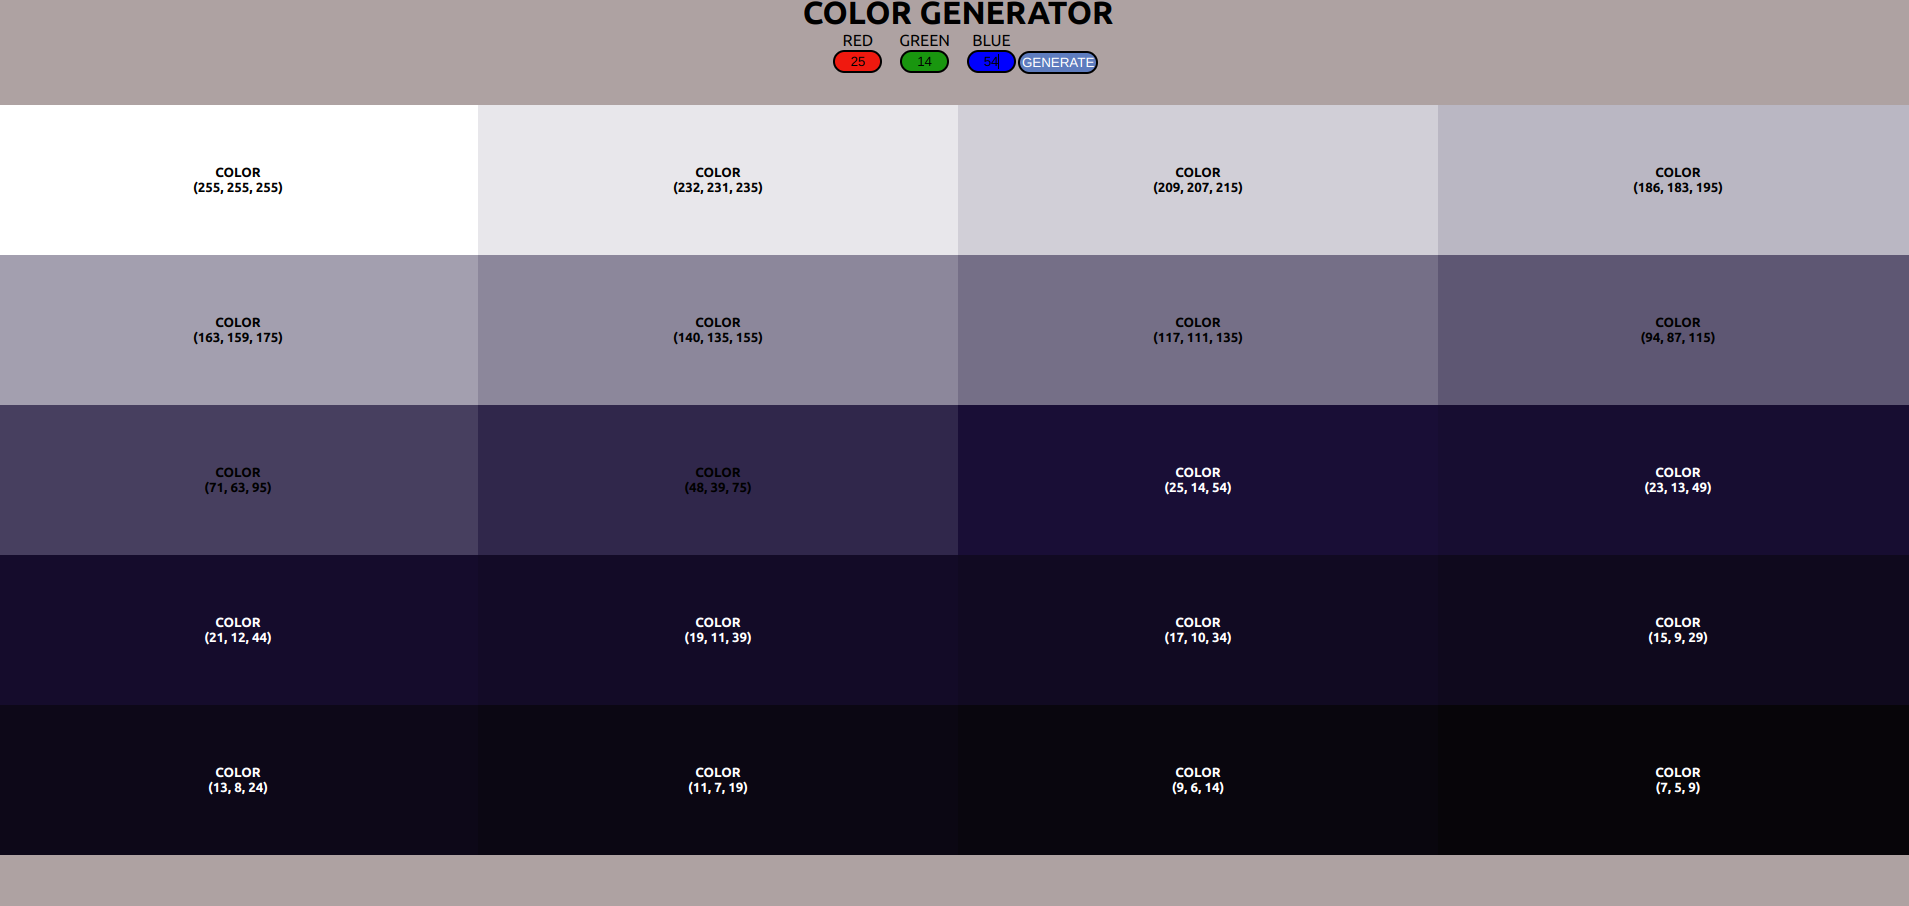 COLOR GENERATOR
RED GREEN BLUE
25 14 54 GENERATE
COLOR COLOR COLOR COLOR
(255, 255, 255) (232, 231, 235) (209, 207, 215) (186, 183, 195)
COLOR COLOR COLOR COLOR
(163, 159, 175) (140, 135, 155) (117, 111, 135) (94, 87, 115)
COLOR COLOR COLOR COLOR
(71, 63, 95) (48, 39, 75) (25, 14, 54) (23, 13, 49)
COLOR COLOR COLOR COLOR
(21, 12, 44) (19, 11, 39) (17, 10, 34) (15, 9, 29)
COLOR COLOR COLOR COLOR
(13, 8, 24) (11, 7, 19) (9, 6, 14) (7, 5, 9)